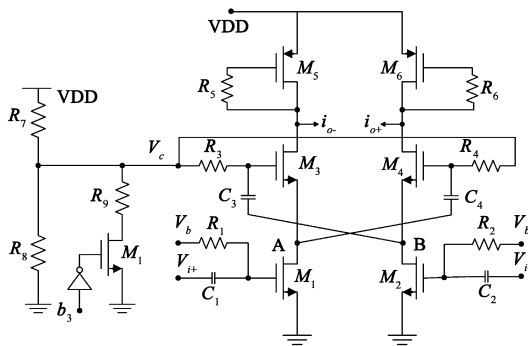 VDD
M5
M6
R5
R6
VDD
R7
io-
io+
Vc
R3
R4
M3
M4
R9
C3
C4
Vb
R1
A
B
R2
Vb
R8
M1
Vi+
M1
M2
Vi
C1
C2
b3